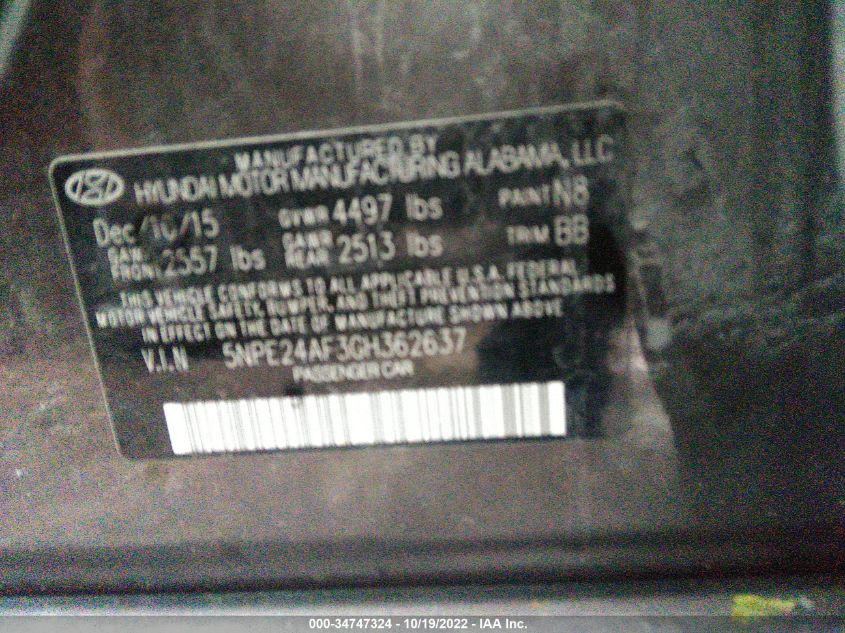 MANUFACTURED BY
HYUNDAI MOTOR MANUFACTURING ALABAMA, LLC
Dec/10/15 GVWR 4497 lbs PAINT N8
GAWR FRONT 2557 lbs GAWR REAR 2513 lbs TRIM BB
THIS VEHICLE CONFORMS TO ALL APPLICABLE U.S.A. FEDERAL
MOTOR VEHICLE SAFETY, BUMPER, AND THEFT PREVENTION STANDARDS
IN EFFECT ON THE DATE OF MANUFACTURE SHOWN ABOVE
V.I.N 5NPE24AF3GH362637
PASSENGER CAR
000-34747324 - 10/19/2022 - IAA Inc.